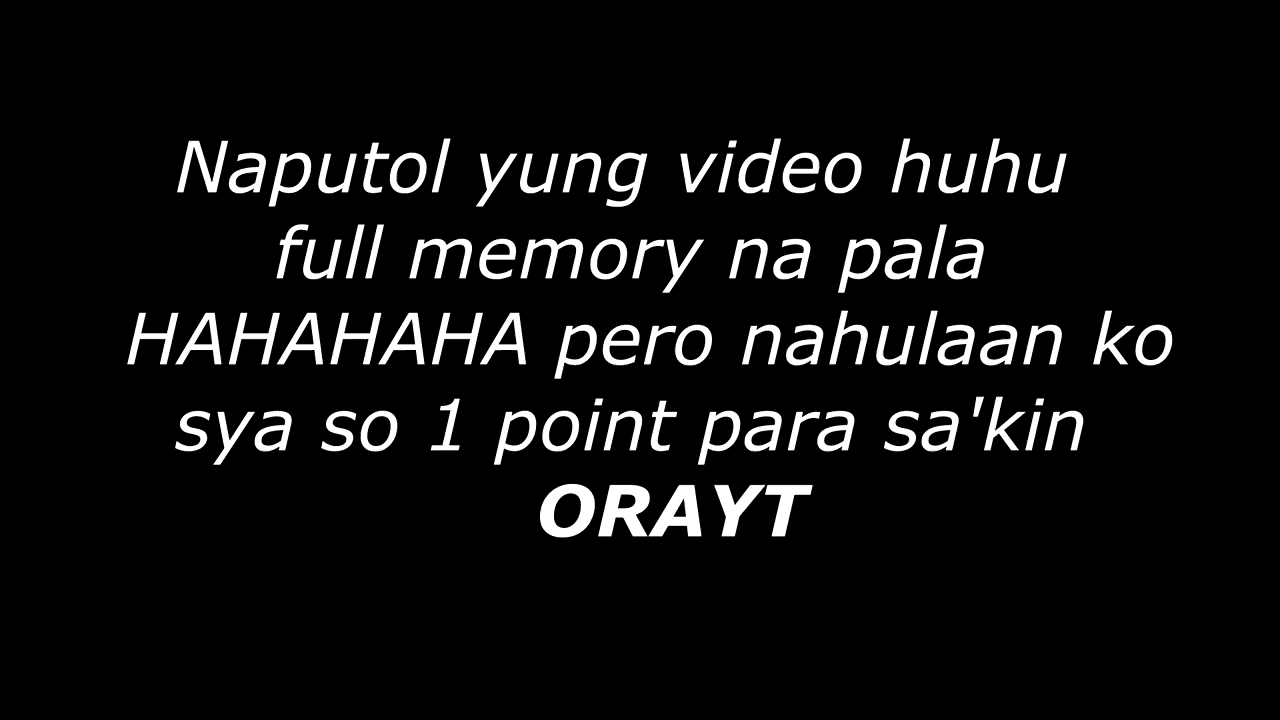 Naputol yung video huhu
full memory na pala
HAHAHAHA pero nahulaan ko
sya so 1 point para sa'kin
ORAYT